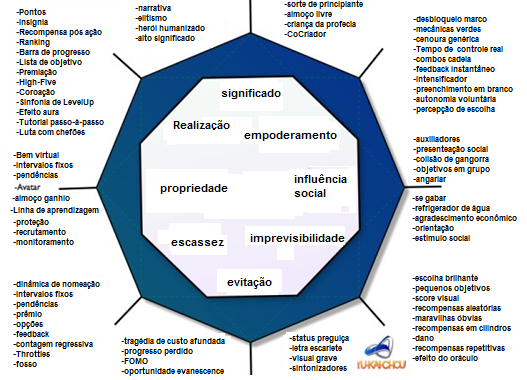 -Pontos
-Insígnia
-Recompensa pós ação
-Ranking
-Barra de progresso
-Lista de objetivo
-Premiação
-High-Five
-Coroação
-Sinfonia de LevelUp
-Efeito aura
-Tutorial passo-à-passo
-Luta com chefões
-narrativa
-elitismo
-herói humanizado
-alto significado
-sorte de principiante
-almoço livre
-criança da profecia
-CoCriador
-desbloqueio marco
-mecânicas verdes
-cenoura genérica
-Tempo de controle real
-combos cadeia
-feedback instantâneo
-intensificador
-preenchimento em branco
-autonomia voluntária
-percepção de escolha
significado
Realização
empoderamento
propriedade
influência
social
escassez
imprevisibilidade
evitação
-Bem virtual
-intervalos fixos
-pendências
-Avatar
-almoço ganhio
-Linha de aprendizagem
-proteção
-recrutamento
-monitoramento
-auxiliadores
-presenteação social
-colisão de gangorra
-objetivos em grupo
-angariar
-se gabar
-refrigerador de água
-agradescimento econômico
-orientação
-estimulo social
-dinâmica de nomeação
-intervalos fixos
-pendências
-prêmio
-opções
-feedback
-contagem regressiva
-Throttles
-fosso
-tragédia de custo afundada
-progresso perdido
-FOMO
-oportunidade evanescence
-status preguiça
-letra escarlete
-visual grave
-sintonizadores
-escolha brilhante
-pequenos objetivos
-score visual
-recompensas aleatórias
-maravilhas óbvias
-recompensas em cilindros
-dano
-recompensas repetitivas
-efeito do oráculo
YUKAICHOU